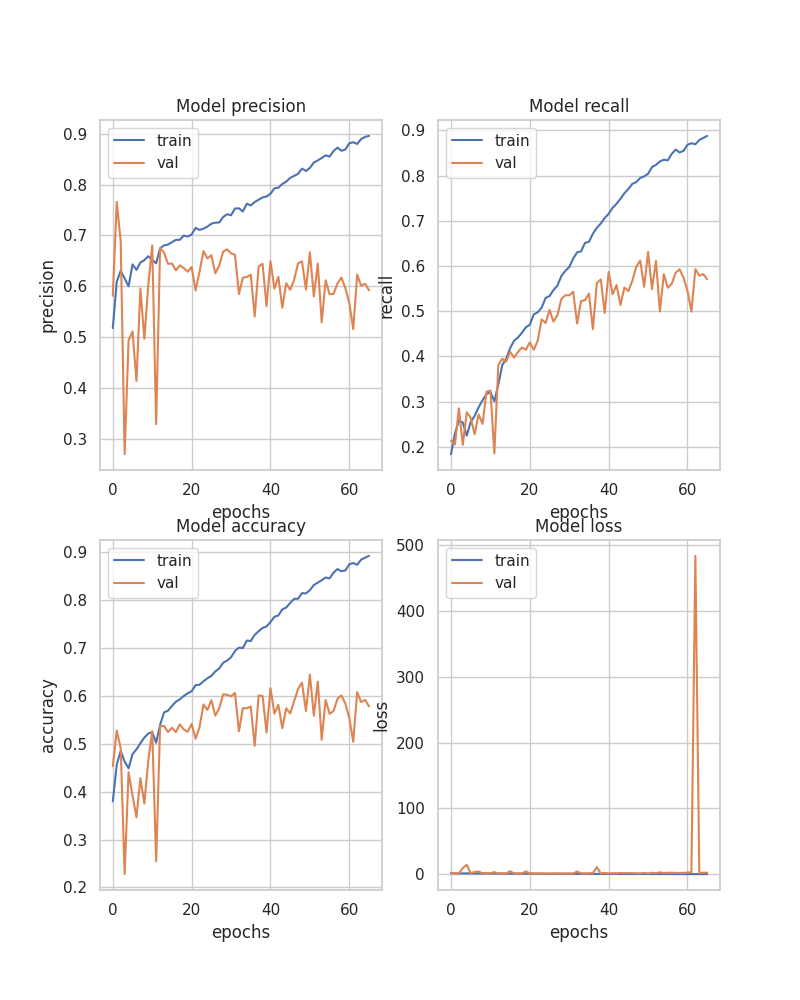 Model precision
train
val
0.9
0.8
0.7
0.6
0.5
0.4
0.3
precision
0 20 40 60
epochs
Model recall
train
val
0.9
0.8
0.7
0.6
0.5
0.4
0.3
0.2
recall
0 20 40 60
epochs
Model accuracy
train
val
0.9
0.8
0.7
0.6
0.5
0.4
0.3
0.2
accuracy
0 20 40 60
epochs
Model loss
train
val
500
400
300
200
100
0
loss
0 20 40 60
epochs